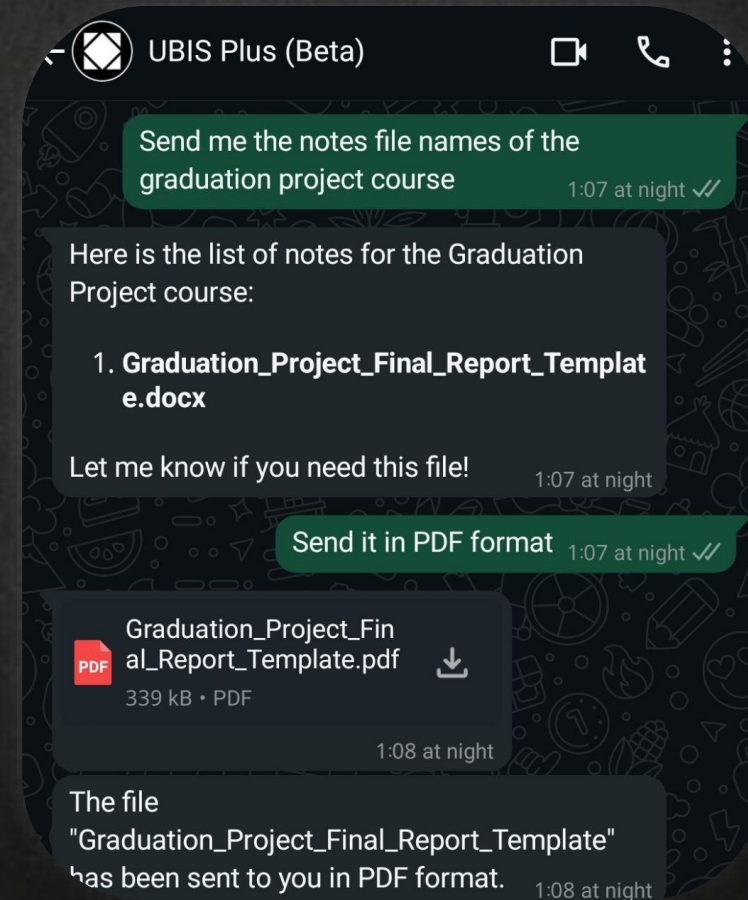 UBIS Plus (Beta)
Send me the notes file names of the
graduation project course
1:07 at night
Here is the list of notes for the Graduation
Project course:
1. Graduation_Project_Final_Report_Templat
e.docx
Let me know if you need this file!
1:07 at night
Send it in PDF format
1:07 at night
PDF
Graduation_Project_Fin
al_Report_Template.pdf
339 kB • PDF
1:08 at night
The file
"Graduation_Project_Final_Report_Template"
has been sent to you in PDF format.
1:08 at night